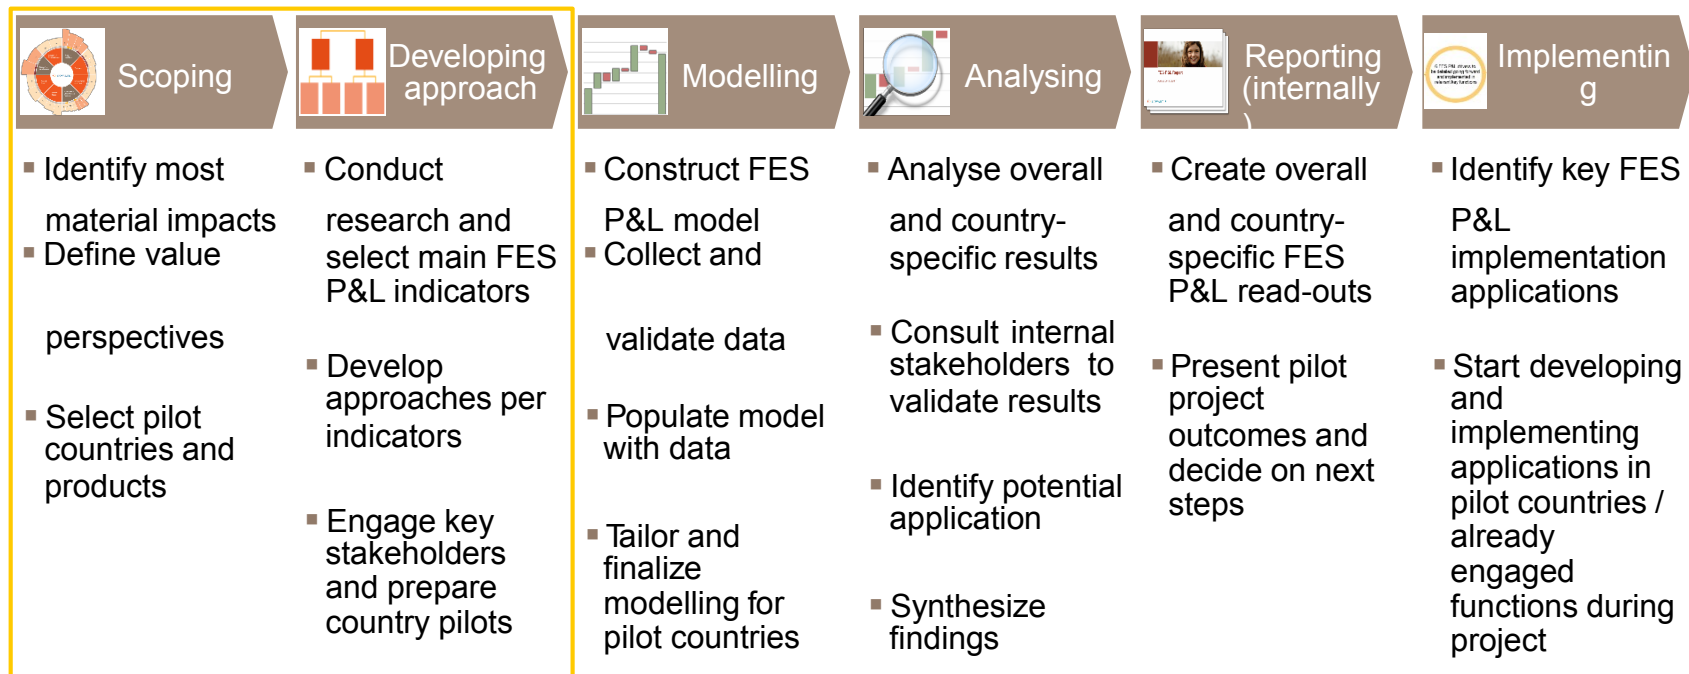 Scoping
Developing
approach
Modelling
Analysing
Reporting
(internally
)
Implementin
g
▪ Identify most
material impacts
▪ Define value
perspectives
▪ Select pilot
countries and
products
▪ Conduct
research and
select main FES
P&L indicators
▪ Develop
approaches per
indicators
▪ Engage key
stakeholders
and prepare
country pilots
▪ Construct FES
P&L model
▪ Collect and
validate data
▪ Populate model
with data
▪ Tailor and
finalize
modelling for
pilot countries
▪ Analyse overall
and country-
specific results
▪ Consult internal
stakeholders to
validate results
▪ Identify potential
application
▪ Synthesize
findings
▪ Create overall
and country-
specific FES
P&L read-outs
▪ Present pilot
project
outcomes and
decide on next
steps
▪ Identify key FES
P&L
implementation
applications
▪ Start developing
and
implementing
applications in
pilot countries /
already
engaged
functions during
project